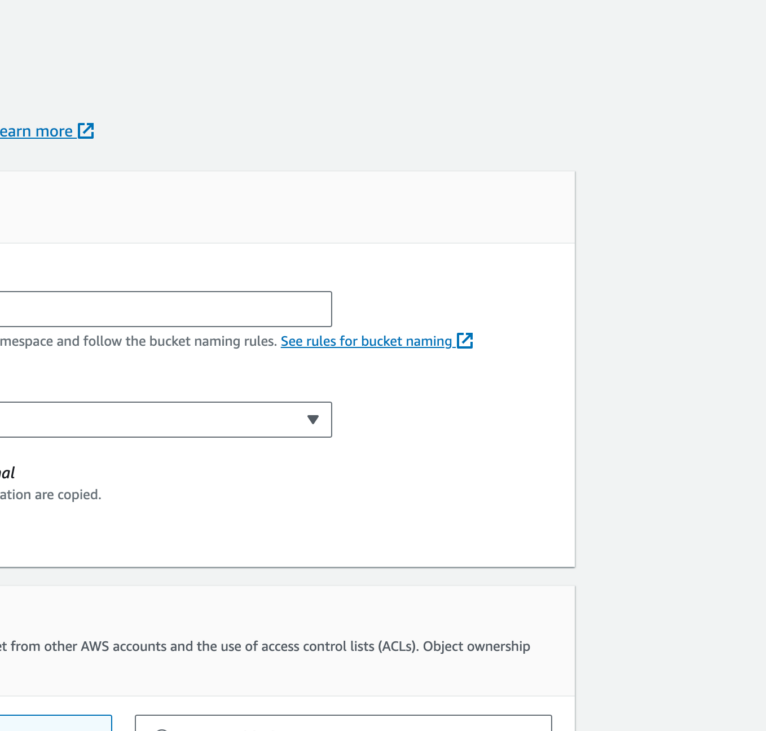 earn more
mespace and follow the bucket naming rules. See rules for bucket naming
al
ation are copied.
et from other AWS accounts and the use of access control lists (ACLs). Object ownership